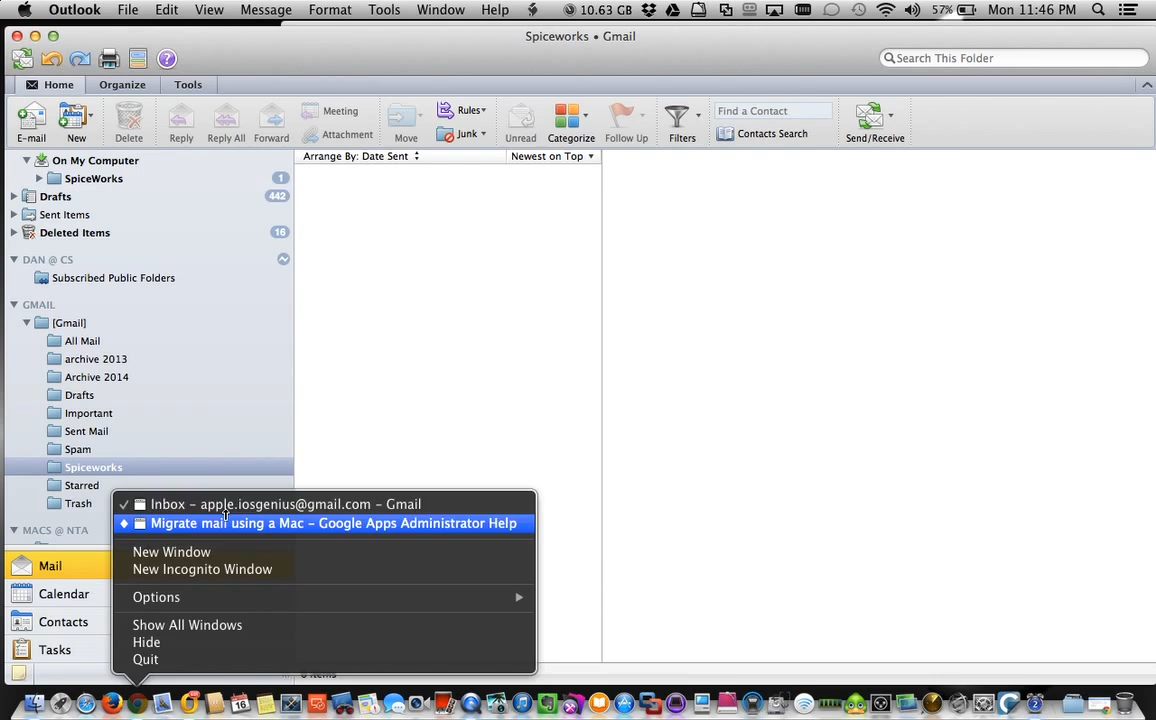 Outlook File Edit View Message Format Tools Window Help 10.63 GB 57% Mon 11:46 PM
Spiceworks • Gmail
Search This Folder
Home Organize Tools
E-mail New Delete Reply Reply All Forward Meeting Attachment Move Rules Junk Unread Categorize Follow Up Filters Find a Contact Contacts Search Send/Receive
Arrange By: Date Sent Newest on Top
On My Computer
SpiceWorks 1
Drafts 442
Sent Items
Deleted Items 16
DAN @ CS
Subscribed Public Folders
GMAIL
[Gmail]
All Mail
archive 2013
Archive 2014
Drafts
Important
Sent Mail
Spam
Spiceworks
Starred
Trash
MACS @ NTA
Mail
Calendar
Contacts
Tasks
Inbox – apple.iosgenius@gmail.com – Gmail
Migrate mail using a Mac – Google Apps Administrator Help
New Window
New Incognito Window
Options
Show All Windows
Hide
Quit
16
2